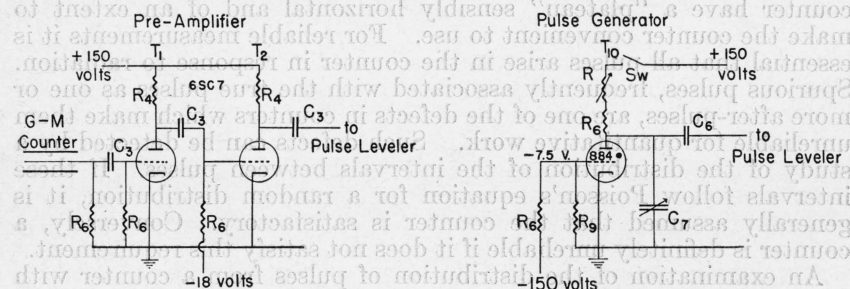 Pre-Amplifier
+150 volts
T1
T2
6SC7
R4
R4
C3
C3
to Pulse Leveler
G-M Counter
C3
R6
R6
R6
-18 volts
Pulse Generator
T10
Sw
+150 volts
R
R6
C6
to Pulse Leveler
-7.5 V.
884
R6
R9
C7
-150 volts